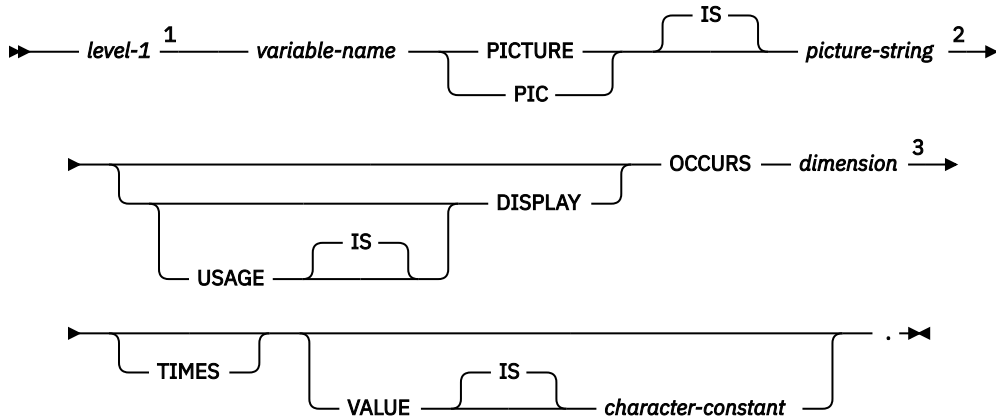 IS
level-1 1 variable-name PICTURE picture-string 2
PIC
OCCURS dimension 3
DISPLAY
IS
USAGE
.
TIMES IS
VALUE character-constant